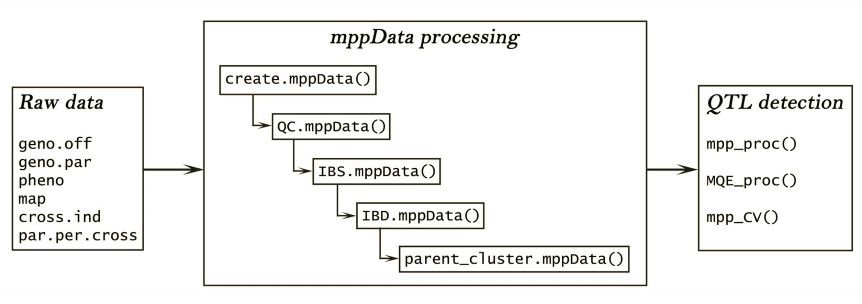 Raw data
geno.off
geno.par
pheno
map
cross.ind
par.per.cross
mppData processing
create.mppData()
QC.mppData()
IBS.mppData()
IBD.mppData()
parent_cluster.mppData()
QTL detection
mpp_proc()
MQE_proc()
mpp_CV()